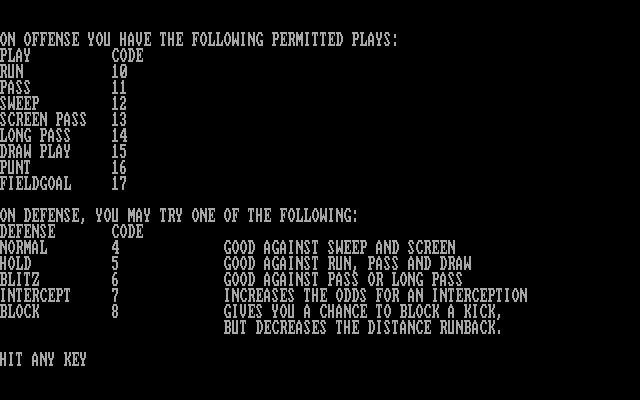 ON OFFENSE YOU HAVE THE FOLLOWING PERMITTED PLAYS:
PLAY CODE
RUN 10
PASS 11
SWEEP 12
SCREEN PASS 13
LONG PASS 14
DRAW PLAY 15
PUNT 16
FIELDGOAL 17
ON DEFENSE, YOU MAY TRY ONE OF THE FOLLOWING:
DEFENSE CODE
NORMAL 4 GOOD AGAINST SWEEP AND SCREEN
HOLD 5 GOOD AGAINST RUN, PASS AND DRAW
BLITZ 6 GOOD AGAINST PASS OR LONG PASS
INTERCEPT 7 INCREASES THE ODDS FOR AN INTERCEPTION
BLOCK 8 GIVES YOU A CHANCE TO BLOCK A KICK,
BUT DECREASES THE DISTANCE RUNBACK.
HIT ANY KEY